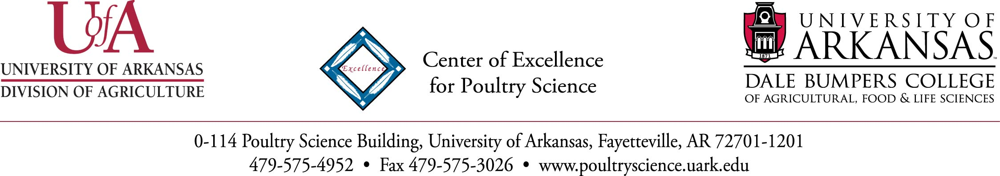 UofA
UNIVERSITY OF ARKANSAS
DIVISION OF AGRICULTURE
Excellence
Center of Excellence
for Poultry Science
1871
UNIVERSITY OF
ARKANSAS™
DALE BUMPERS COLLEGE
OF AGRICULTURAL, FOOD & LIFE SCIENCES
0-114 Poultry Science Building, University of Arkansas, Fayetteville, AR 72701-1201
479-575-4952 • Fax 479-575-3026 • www.poultryscience.uark.edu